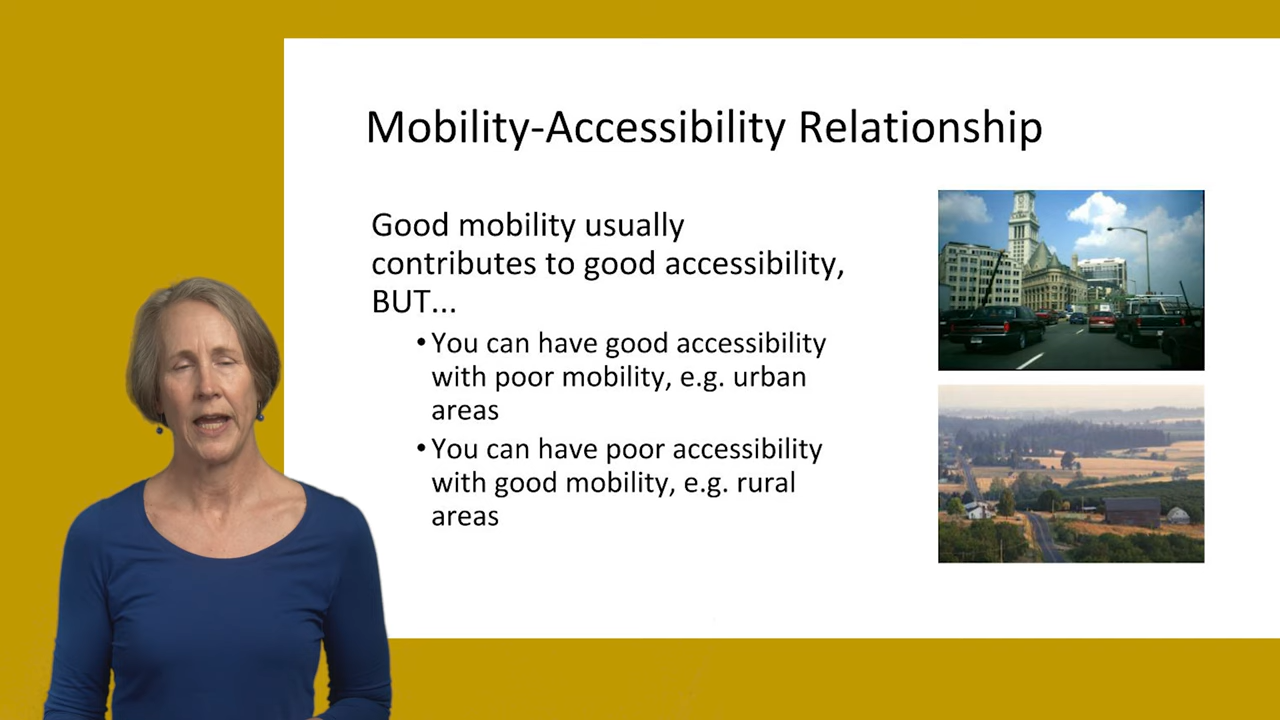 Mobility-Accessibility Relationship
Good mobility usually
contributes to good accessibility,
BUT...
• You can have good accessibility
with poor mobility, e.g. urban
areas
• You can have poor accessibility
with good mobility, e.g. rural
areas